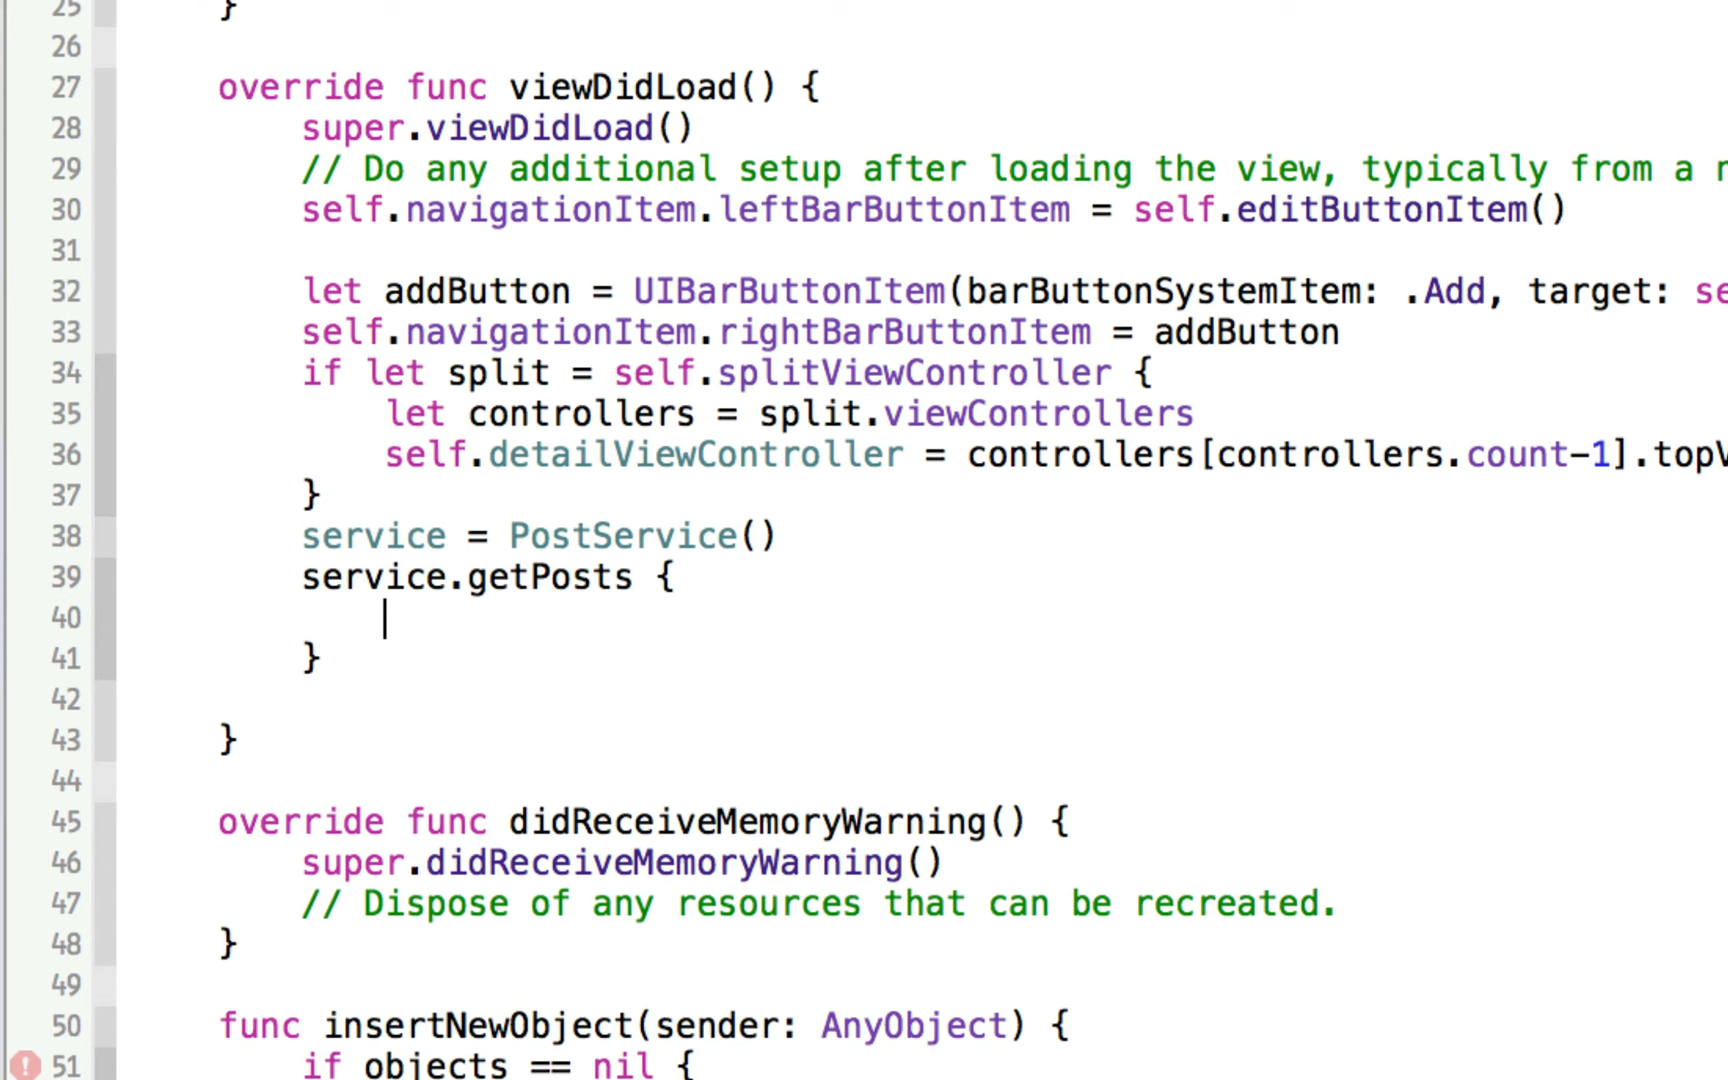 25 }
26
27 override func viewDidLoad() {
28 super.viewDidLoad()
29 // Do any additional setup after loading the view, typically from a
30 self.navigationItem.leftBarButtonItem = self.editButtonItem()
31
32 let addButton = UIBarButtonItem(barButtonSystemItem: .Add, target: se
33 self.navigationItem.rightBarButtonItem = addButton
34 if let split = self.splitViewController {
35 let controllers = split.viewControllers
36 self.detailViewController = controllers[controllers.count-1].topV
37 }
38 service = PostService()
39 service.getPosts {
40
41 }
42
43 }
44
45 override func didReceiveMemoryWarning() {
46 super.didReceiveMemoryWarning()
47 // Dispose of any resources that can be recreated.
48 }
49
50 func insertNewObject(sender: AnyObject) {
51 if objects == nil {